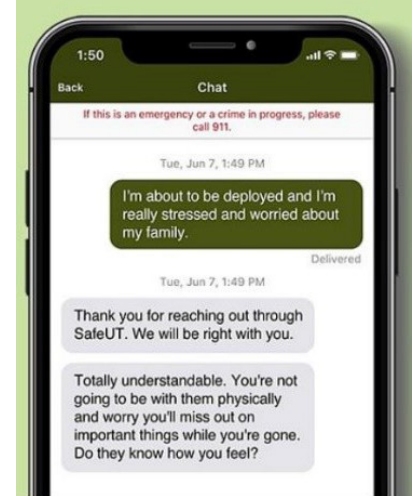 1:50
Back
Chat
If this is an emergency or a crime in progress, please
call 911.
Tue, Jun 7, 1:49 PM
I'm about to be deployed and I'm
really stressed and worried about
my family.
Delivered
Tue, Jun 7, 1:49 PM
Thank you for reaching out through
SafeUT. We will be right with you.
Totally understandable. You're not
going to be with them physically
and worry you'll miss out on
important things while you're gone.
Do they know how you feel?